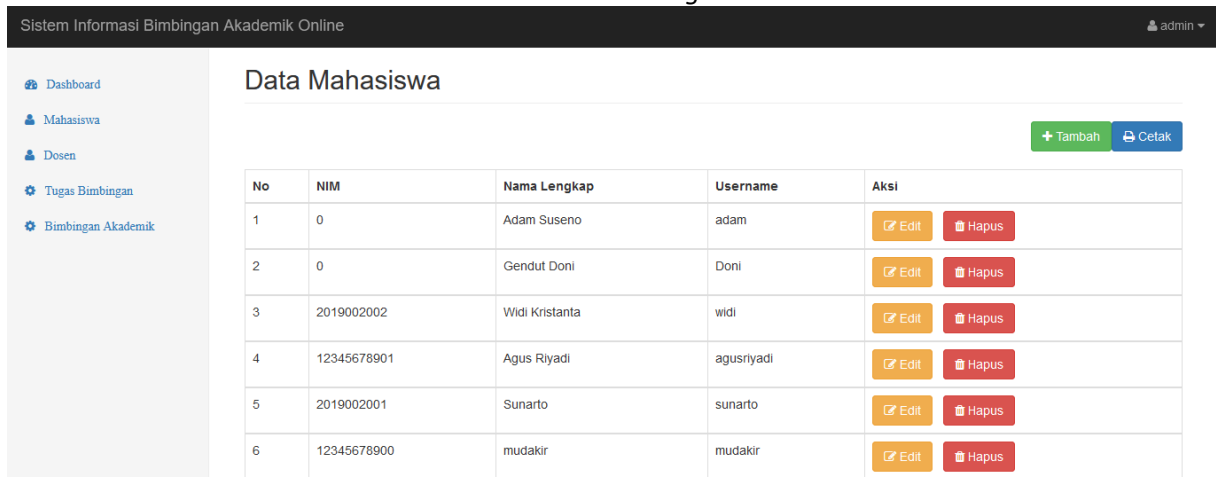 Sistem Informasi Bimbingan Akademik Online admin
Dashboard
Mahasiswa
Dosen
Tugas Bimbingan
Bimbingan Akademik
Data Mahasiswa
Tambah Cetak
No NIM Nama Lengkap Username Aksi
1 0 Adam Suseno adam Edit Hapus
2 0 Gendut Doni Doni Edit Hapus
3 2019002002 Widi Kristanta widi Edit Hapus
4 12345678901 Agus Riyadi agusriyadi Edit Hapus
5 2019002001 Sunarto sunarto Edit Hapus
6 12345678900 mudakir mudakir Edit Hapus